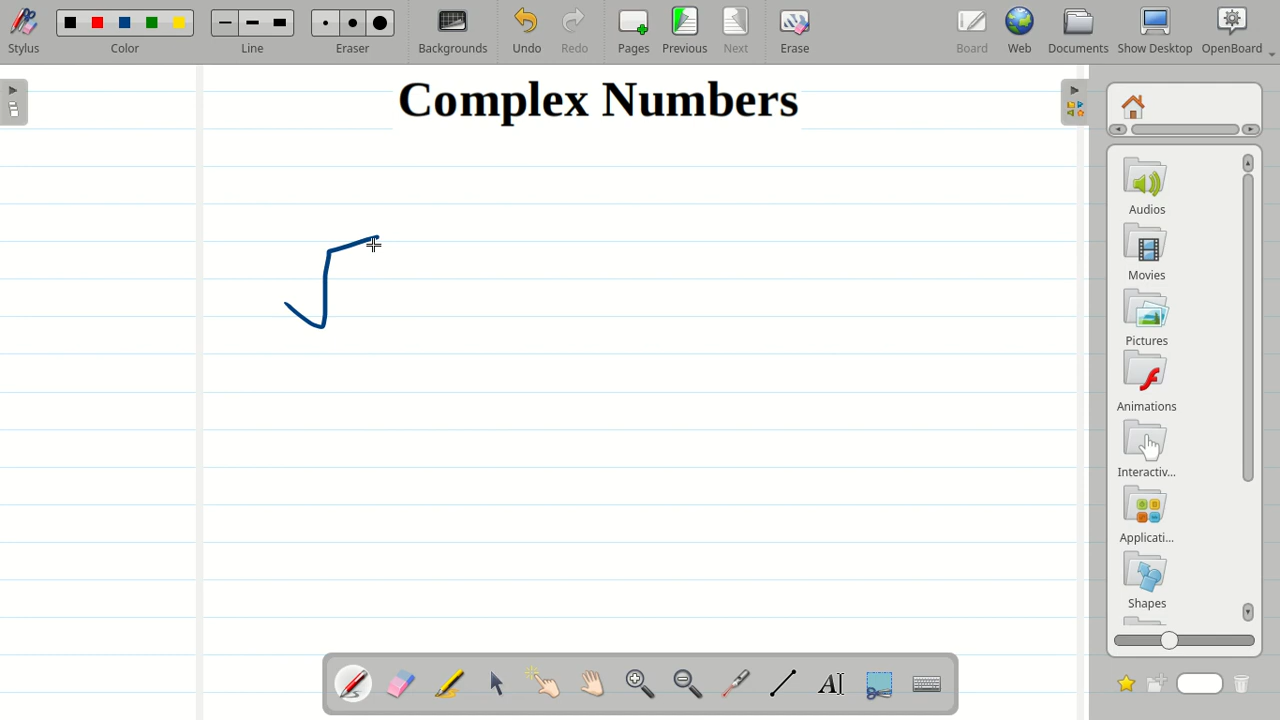 Stylus Color Line Eraser Backgrounds Undo Redo Pages Previous Next Erase Board Web Documents Show Desktop OpenBoard
Complex Numbers
√
Audios
Movies
Pictures
Animations
Interactiv...
Applicati...
Shapes
AI